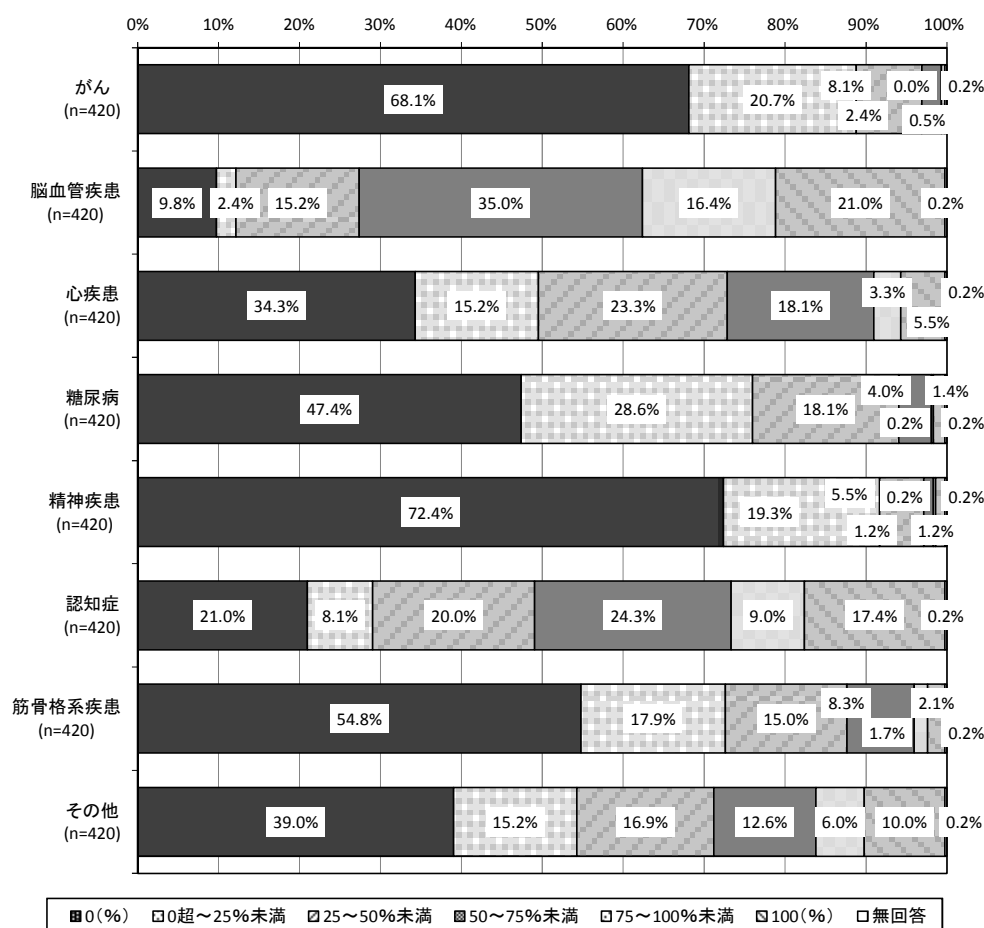 0% 10% 20% 30% 40% 50% 60% 70% 80% 90% 100%
がん
(n=420)
68.1% 20.7% 8.1% 2.4% 0.0% 0.5% 0.2%
脳血管疾患
(n=420)
9.8% 2.4% 15.2% 35.0% 16.4% 21.0% 0.2%
心疾患
(n=420)
34.3% 15.2% 23.3% 18.1% 3.3% 5.5% 0.2%
糖尿病
(n=420)
47.4% 28.6% 18.1% 4.0% 0.2% 1.4% 0.2%
精神疾患
(n=420)
72.4% 19.3% 5.5% 1.2% 0.2% 1.2% 0.2%
認知症
(n=420)
21.0% 8.1% 20.0% 24.3% 9.0% 17.4% 0.2%
筋骨格系疾患
(n=420)
54.8% 17.9% 15.0% 8.3% 1.7% 2.1% 0.2%
その他
(n=420)
39.0% 15.2% 16.9% 12.6% 6.0% 10.0% 0.2%
0(%) 0超～25%未満 25～50%未満 50～75%未満 75～100%未満 100(%) 無回答